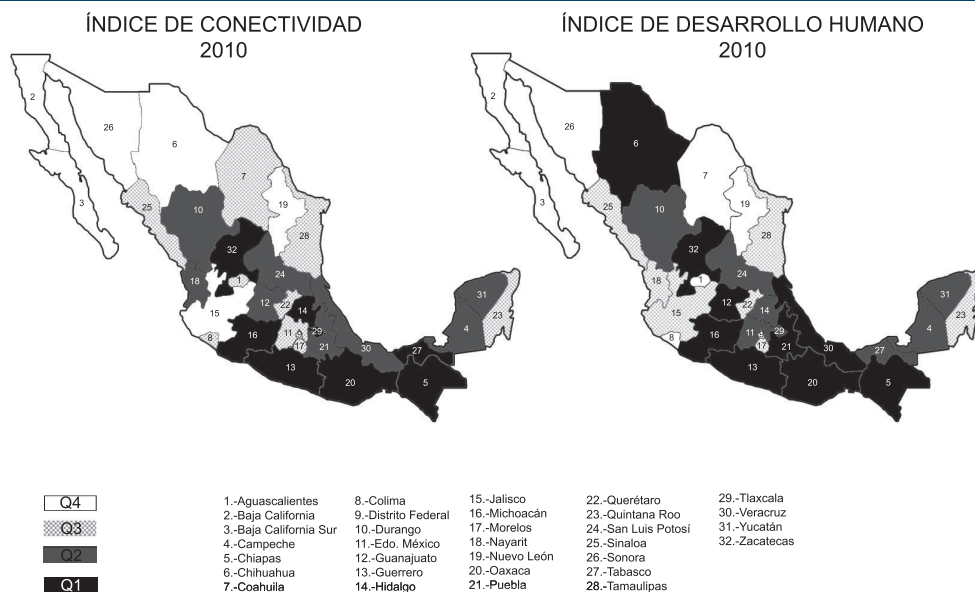 ÍNDICE DE CONECTIVIDAD
2010
2
26
6
7
3
25
10
19
28
32
24
18
1
31
15
12
22
14
23
8
16
11
9
29
4
17
21
30
27
13
20
5
ÍNDICE DE DESARROLLO HUMANO
2010
2
26
6
7
3
25
10
19
28
32
24
18
1
31
15
12
22
14
23
8
16
11
29
4
17
21
30
27
13
20
5
Q4
Q3
Q2
Q1
1.-Aguascalientes
2.-Baja California
3.-Baja California Sur
4.-Campeche
5.-Chiapas
6.-Chihuahua
7.-Coahuila
8.-Colima
9.-Distrito Federal
10.-Durango
11.-Edo. México
12.-Guanajuato
13.-Guerrero
14.-Hidalgo
15.-Jalisco
16.-Michoacán
17.-Morelos
18.-Nayarit
19.-Nuevo León
20.-Oaxaca
21.-Puebla
22.-Querétaro
23.-Quintana Roo
24.-San Luis Potosí
25.-Sinaloa
26.-Sonora
27.-Tabasco
28.-Tamaulipas
29.-Tlaxcala
30.-Veracruz
31.-Yucatán
32.-Zacatecas